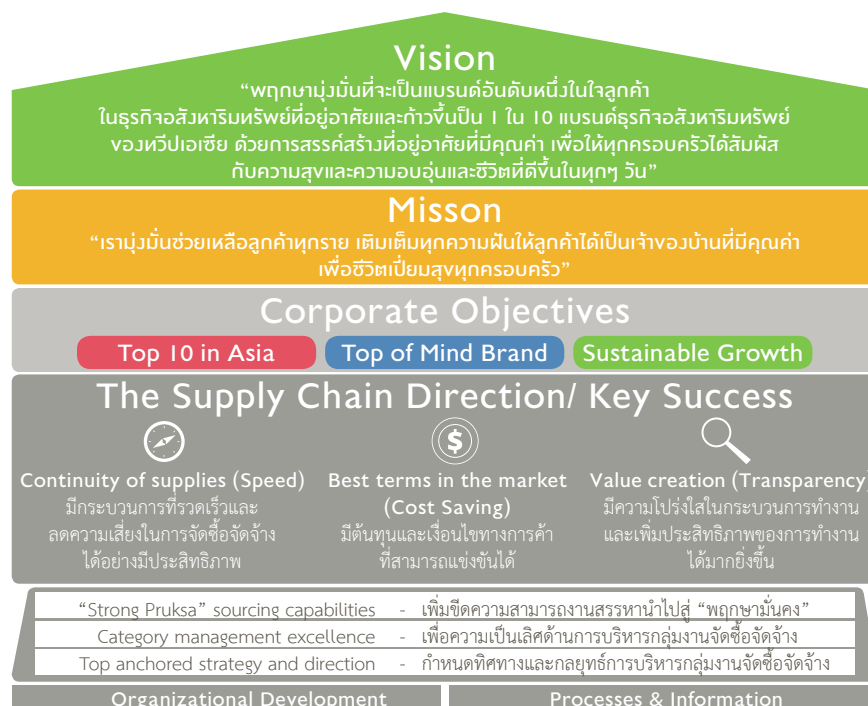 Vision
“พฤกษามุ่งมั่นที่จะเป็นแบรนด์อันดับหนึ่งในใจลูกค้า
ในธุรกิจอสังหาริมทรัพย์ที่อยู่อาศัยและก้าวขึ้นเป็น 1 ใน 10 แบรนด์ธุรกิจอสังหาริมทรัพย์
ของทวีปเอเซีย ด้วยการสรรค์สร้างที่อยู่อาศัยที่มีคุณค่า เพื่อให้ทุกครอบครัวได้สัมผัส
กับความสุขและความอบอุ่นและชีวิตที่ดีขึ้นในทุกๆ วัน”
Misson
“เรามุ่งมั่นช่วยเหลือลูกค้าทุกราย เติมเต็มทุกความฝันให้ลูกค้าได้เป็นเจ้าของบ้านที่มีคุณค่า
เพื่อชีวิตเปี่ยมสุขทุกครอบครัว”
Corporate Objectives
Top 10 in Asia Top of Mind Brand Sustainable Growth
The Supply Chain Direction/ Key Success
$
Continuity of supplies (Speed)
มีกระบวนการที่รวดเร็วและ
ลดความเสี่ยงในการจัดซื้อจัดจ้าง
ได้อย่างมีประสิทธิภาพ
Best terms in the market
(Cost Saving)
มีต้นทุนและเงื่อนไขทางการค้า
ที่สามารถแข่งขันได้
Value creation (Transparency)
มีความโปร่งใสในกระบวนการทำงาน
และเพิ่มประสิทธิภาพของการทำงาน
ได้มากยิ่งขึ้น
“Strong Pruksa” sourcing capabilities - เพิ่มขีดความสามารถงานสรรหานำไปสู่ “พฤกษามั่นคง”
Category management excellence - เพื่อความเป็นเลิศด้านการบริหารกลุ่มงานจัดซื้อจัดจ้าง
Top anchored strategy and direction - กำหนดทิศทางและกลยุทธ์การบริหารกลุ่มงานจัดซื้อจัดจ้าง
Organizational Development Processes & Information